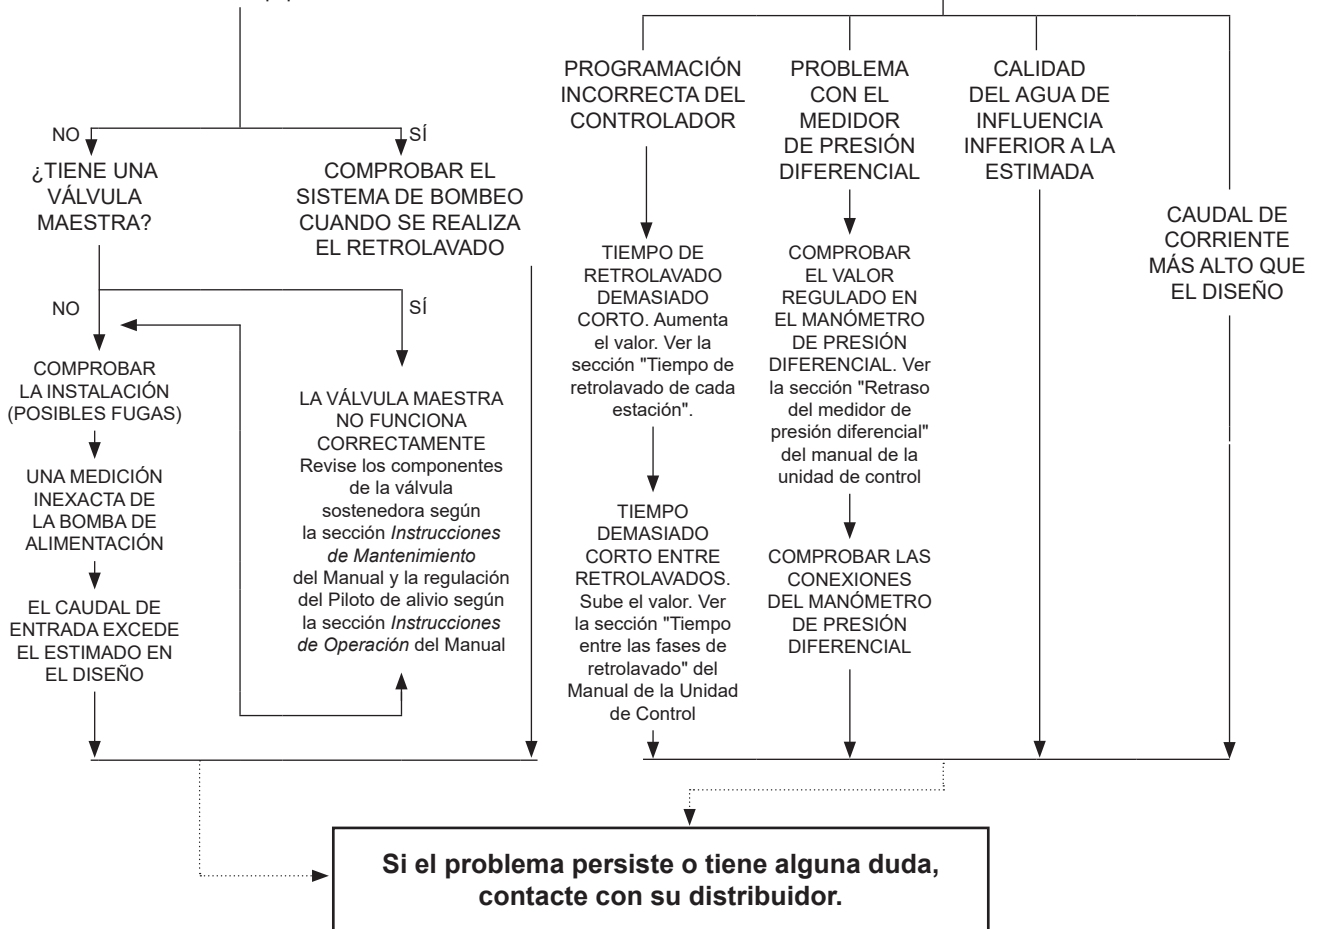 NO
SÍ
¿TIENE UNA
VÁLVULA
MAESTRA?
COMPROBAR EL
SISTEMA DE BOMBEO
CUANDO SE REALIZA
EL RETROLAVADO
NO
SÍ
COMPROBAR
LA INSTALACIÓN
(POSIBLES FUGAS)
UNA MEDICIÓN
INEXACTA DE
LA BOMBA DE
ALIMENTACIÓN
EL CAUDAL DE
ENTRADA EXCEDE
EL ESTIMADO EN
EL DISEÑO
LA VÁLVULA MAESTRA
NO FUNCIONA
CORRECTAMENTE
Revise los componentes
de la válvula
sostenedora según
la sección Instrucciones
de Mantenimiento
del Manual y la regulación
del Piloto de alivio según
la sección Instrucciones
de Operación del Manual
PROGRAMACIÓN
INCORRECTA DEL
CONTROLADOR
TIEMPO DE
RETROLAVADO
DEMASIADO
CORTO. Aumenta
el valor. Ver la
sección "Tiempo de
retrolavado de cada
estación".
TIEMPO
DEMASIADO
CORTO ENTRE
RETROLAVADOS.
Sube el valor. Ver
la sección "Tiempo
entre las fases de
retrolavado" del
Manual de la Unidad
de Control
PROBLEMA
CON EL
MEDIDOR
DE PRESIÓN
DIFERENCIAL
COMPROBAR
EL VALOR
REGULADO EN
EL MANÓMETRO
DE PRESIÓN
DIFERENCIAL. Ver
la sección "Retraso
del medidor de
presión diferencial"
del manual de la
unidad de control
COMPROBAR LAS
CONEXIONES
DEL MANÓMETRO
DE PRESIÓN
DIFERENCIAL
CALIDAD
DEL AGUA DE
INFLUENCIA
INFERIOR A LA
ESTIMADA
CAUDAL DE
CORRIENTE
MÁS ALTO QUE
EL DISEÑO
Si el problema persiste o tiene alguna duda,
contacte con su distribuidor.